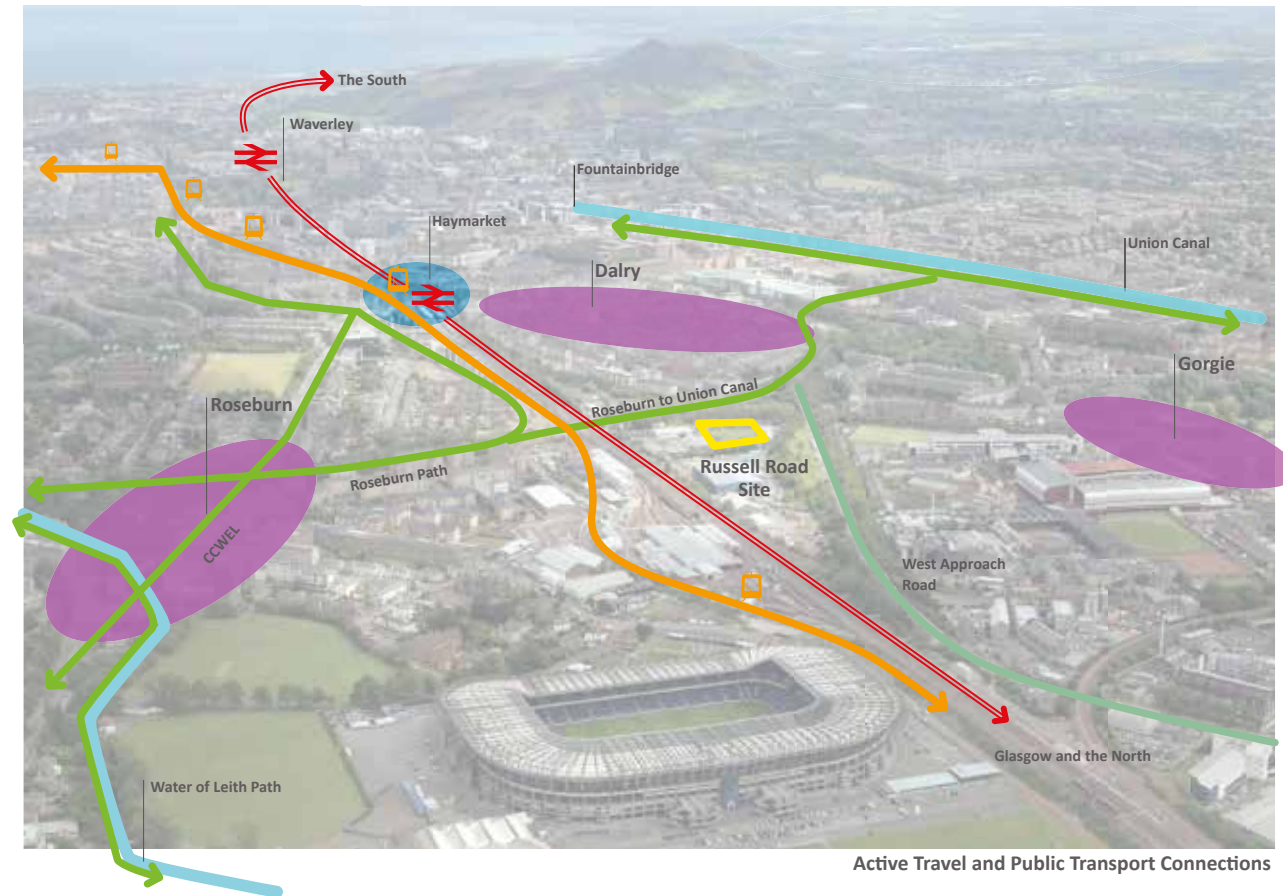 The South
Waverley
Fountainbridge
Haymarket
Union Canal
Dalry
Gorgie
Roseburn
Roseburn to Union Canal
Roseburn Path
Russell Road
Site
CCWEL
West Approach
Road
Glasgow and the North
Water of Leith Path
Active Travel and Public Transport Connections